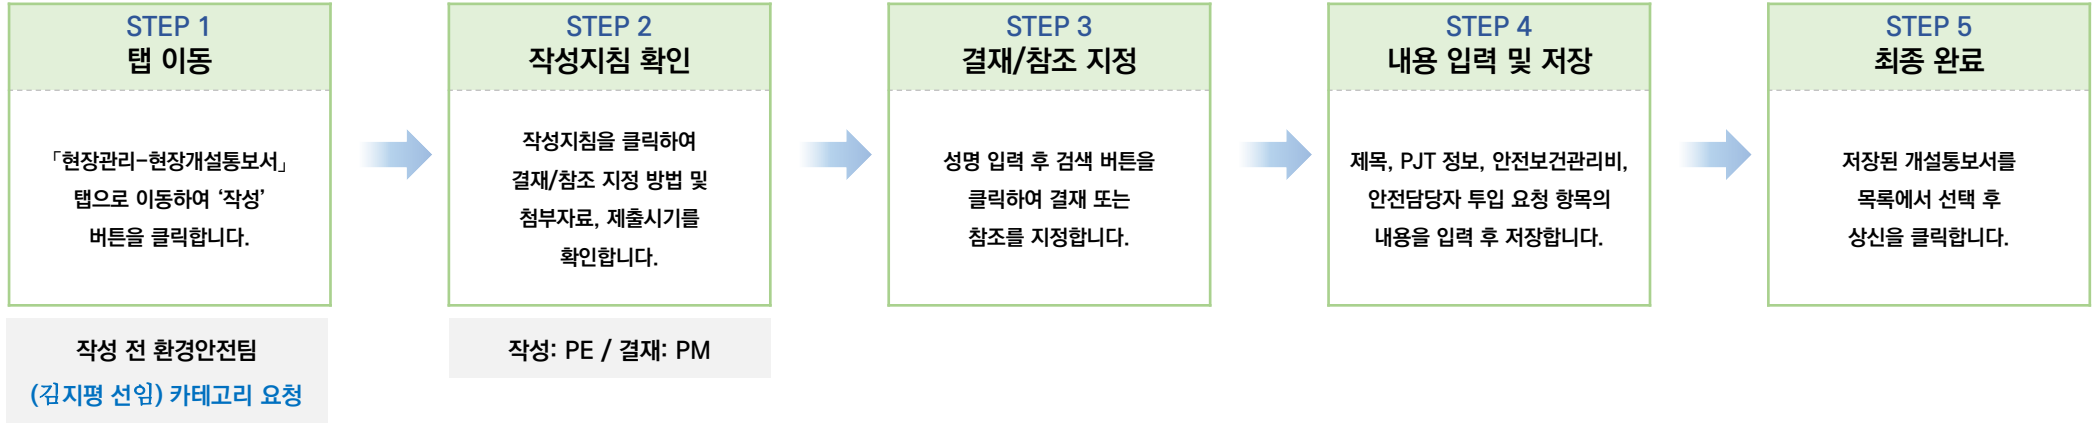 STEP 1
탭 이동
「현장관리-현장개설통보서」
탭으로 이동하여 ‘작성’
버튼을 클릭합니다.
작성 전 환경안전팀
(김지평 선임) 카테고리 요청
STEP 2
작성지침 확인
작성지침을 클릭하여
결재/참조 지정 방법 및
첨부자료, 제출시기를
확인합니다.
작성: PE / 결재: PM
STEP 3
결재/참조 지정
성명 입력 후 검색 버튼을
클릭하여 결재 또는
참조를 지정합니다.
STEP 4
내용 입력 및 저장
제목, PJT 정보, 안전보건관리비,
안전담당자 투입 요청 항목의
내용을 입력 후 저장합니다.
STEP 5
최종 완료
저장된 개설통보서를
목록에서 선택 후
상신을 클릭합니다.